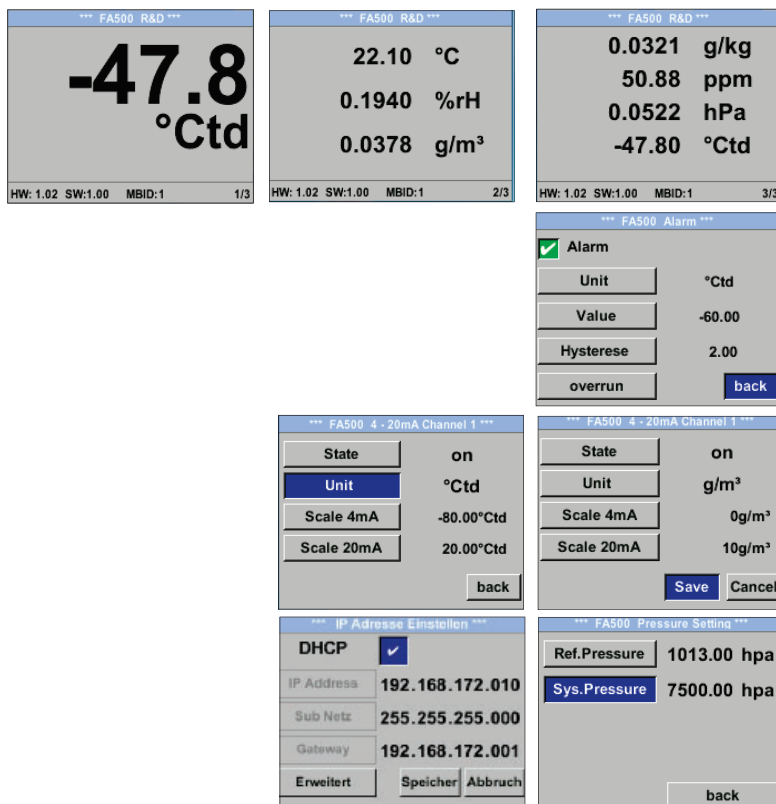 *** FA500 R&D ***
-47.8
°Ctd
HW: 1.02 SW:1.00 MBID:1 1/3
*** FA500 R&D ***
22.10 °C
0.1940 %rH
0.0378 g/m³
HW: 1.02 SW:1.00 MBID:1 2/3
*** FA500 R&D ***
0.0321 g/kg
50.88 ppm
0.0522 hPa
-47.80 °Ctd
HW: 1.02 SW:1.00 MBID:1 3/3
*** FA500 Alarm ***
Alarm
Unit °Ctd
Value -60.00
Hysterese 2.00
overrun back
*** FA500 4 - 20mA Channel 1 ***
State on
Unit °Ctd
Scale 4mA -80.00°Ctd
Scale 20mA 20.00°Ctd
back
*** FA500 4 - 20mA Channel 1 ***
State on
Unit g/m³
Scale 4mA 0g/m³
Scale 20mA 10g/m³
Save Cancel
*** IP Adresse Einstellen ***
DHCP
IP Address 192.168.172.010
Sub Netz 255.255.255.000
Gateway 192.168.172.001
Erweitert Speicher Abbruch
*** FA500 Pressure Setting ***
Ref.Pressure 1013.00 hpa
Sys.Pressure 7500.00 hpa
back